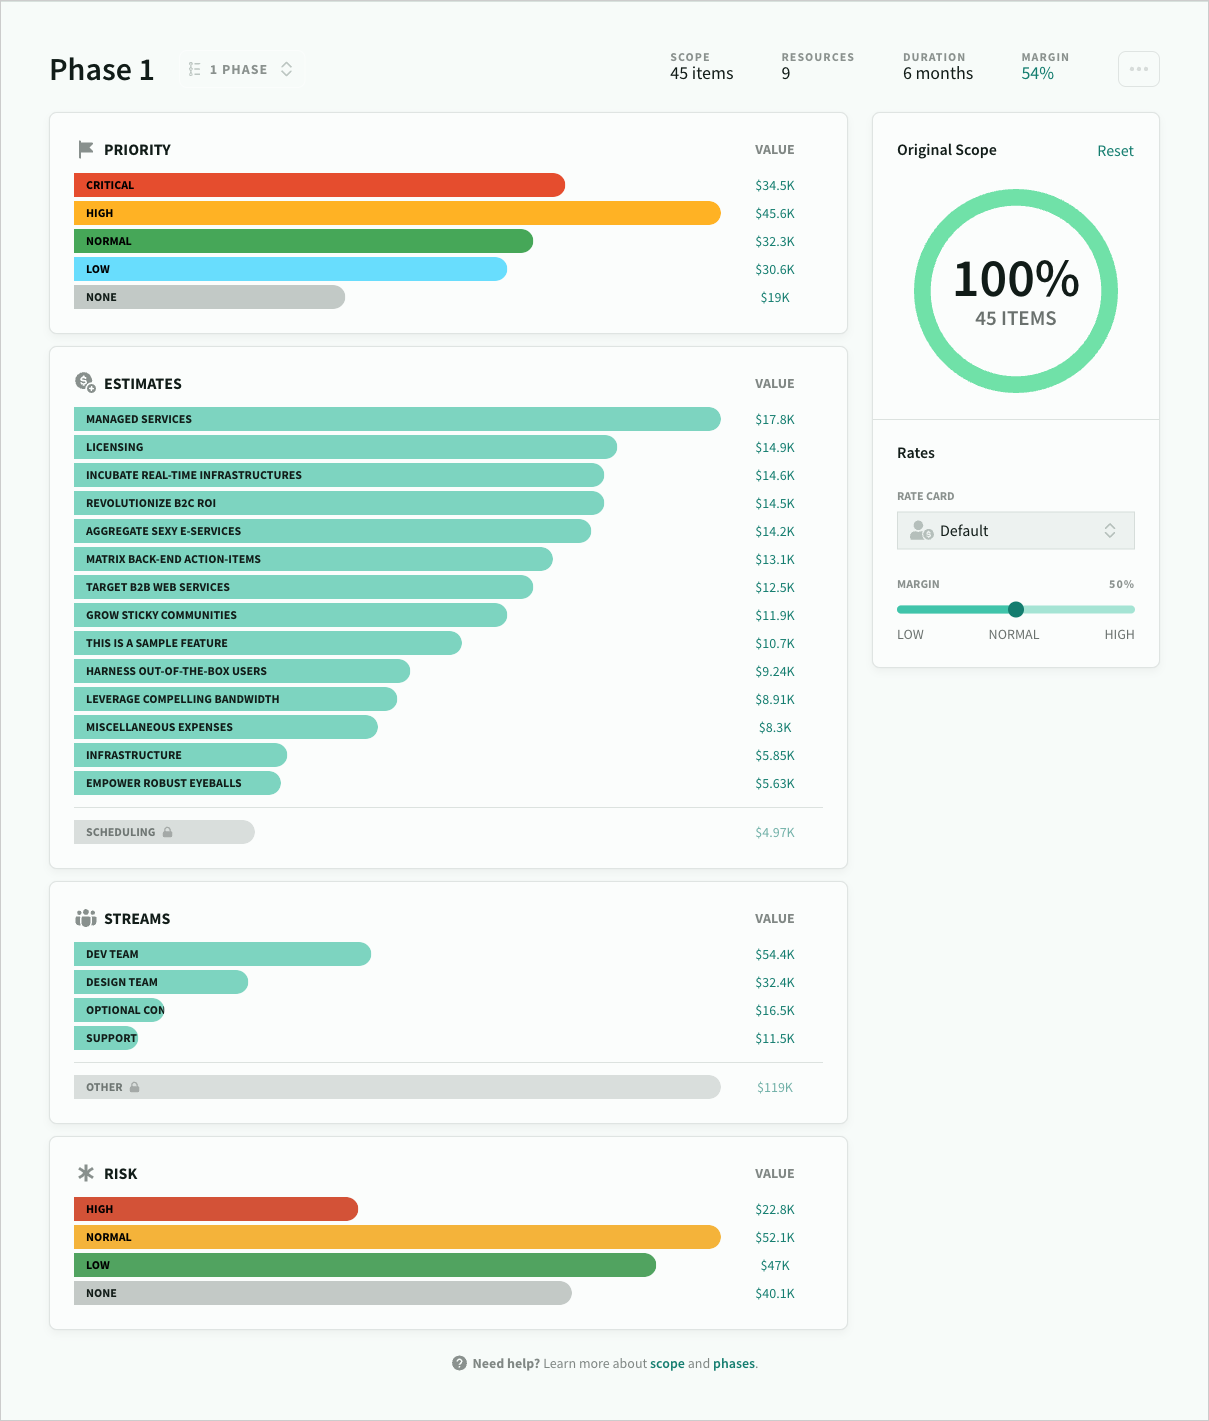 Phase 1
1 PHASE
SCOPE
45 items
RESOURCES
9
DURATION
6 months
MARGIN
54%
PRIORITY VALUE
CRITICAL $34.5K
HIGH $45.6K
NORMAL $32.3K
LOW $30.6K
NONE $19K
ESTIMATES VALUE
MANAGED SERVICES $17.8K
LICENSING $14.9K
INCUBATE REAL-TIME INFRASTRUCTURES $14.6K
REVOLUTIONIZE B2C ROI $14.5K
AGGREGATE SEXY E-SERVICES $14.2K
MATRIX BACK-END ACTION-ITEMS $13.1K
TARGET B2B WEB SERVICES $12.5K
GROW STICKY COMMUNITIES $11.9K
THIS IS A SAMPLE FEATURE $10.7K
HARNESS OUT-OF-THE-BOX USERS $9.24K
LEVERAGE COMPELLING BANDWIDTH $8.91K
MISCELLANEOUS EXPENSES $8.3K
INFRASTRUCTURE $5.85K
EMPOWER ROBUST EYEBALLS $5.63K
SCHEDULING $4.97K
STREAMS VALUE
DEV TEAM $54.4K
DESIGN TEAM $32.4K
OPTIONAL CON $16.5K
SUPPORT $11.5K
OTHER $119K
RISK VALUE
HIGH $22.8K
NORMAL $52.1K
LOW $47K
NONE $40.1K
Original Scope Reset
100%
45 ITEMS
Rates
RATE CARD
Default
MARGIN 50%
LOW NORMAL HIGH
Need help? Learn more about scope and phases.